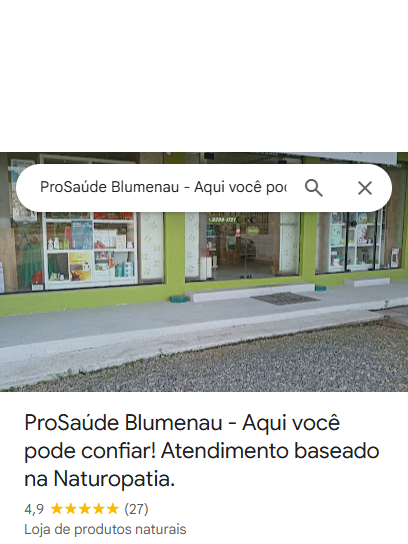 ProSaúde Blumenau - Aqui você poc
ProSaúde Blumenau - Aqui você
pode confiar! Atendimento baseado
na Naturopatia.
4,9 (27)
Loja de produtos naturais